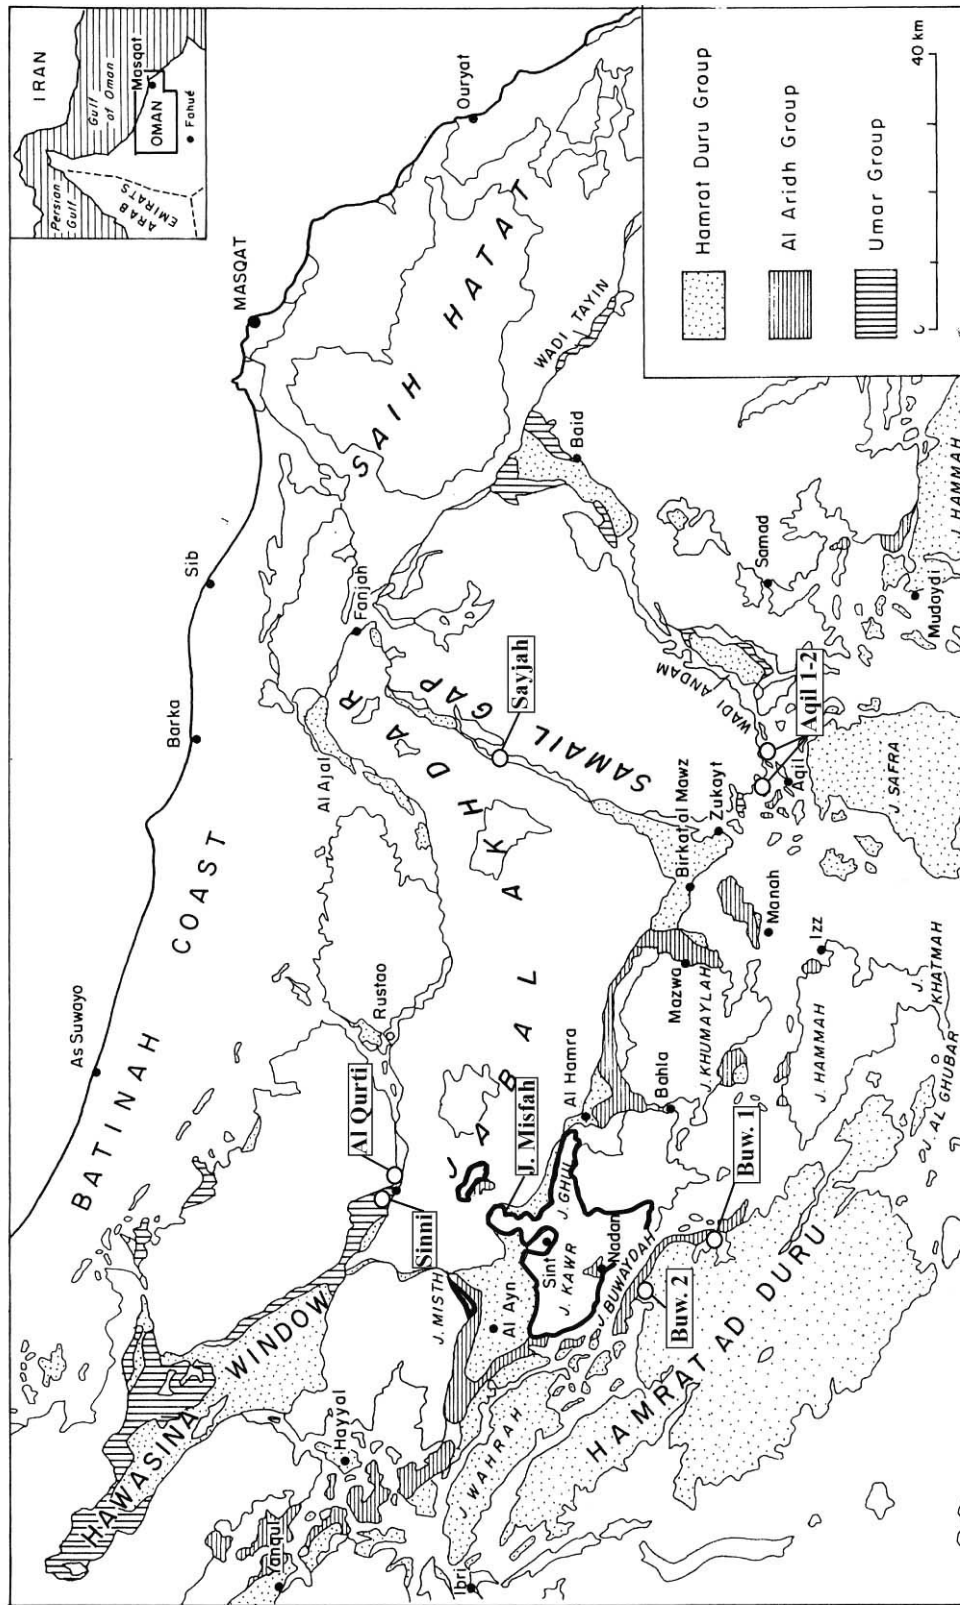 IRAN
Gulf
of Oman
Masqat
OMAN
Fahué
Persian
Gulf
ARAB
EMIRATS
BATINAH COAST
As Suwayo
Barka
Sib
MASQAT
Ouryat
SAIH HATAT
WADI TAYIN
Baid
Fanjah
Al Ajal
JABAL AKHDAR
SAMAIL GAP
Sayjah
Rustao
Al Qurti
Sinni
J. Misfah
HAWASINA WINDOW
Hayyal
Yanqul
Ibri
J. MISTH
Al Ayn
Sint
J. KAWR
J. GHUL
Nadan
J. BUWAYDAH
J. WAHRAH
HAMRAT AD DURU
Buw. 2
Buw. 1
Al Hamra
Bahla
Mazwa
J. KHUMAYLAH
Birkat al Mawz
Zukayt
Manah
Izz
J. HAMMAH
J. KHATMAH
J. AL GHUBAR
WADI ANDAM
Aqil 1-2
Aqil
J. SAFRA
Samad
Mudaydi
J. HAMMAH
Hamrat Duru Group
Al Aridh Group
Umar Group
40 km